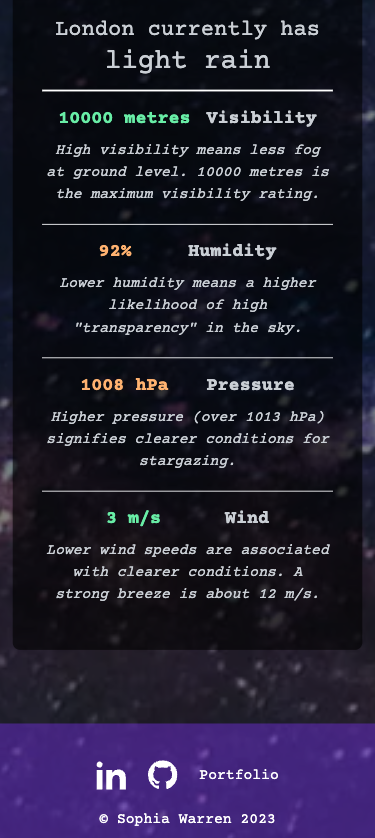 London currently has
light rain
10000 metres Visibility
High visibility means less fog
at ground level. 10000 metres is
the maximum visibility rating.
92% Humidity
Lower humidity means a higher
likelihood of high
"transparency" in the sky.
1008 hPa Pressure
Higher pressure (over 1013 hPa)
signifies clearer conditions for
stargazing.
3 m/s Wind
Lower wind speeds are associated
with clearer conditions. A
strong breeze is about 12 m/s.
in Portfolio
© Sophia Warren 2023